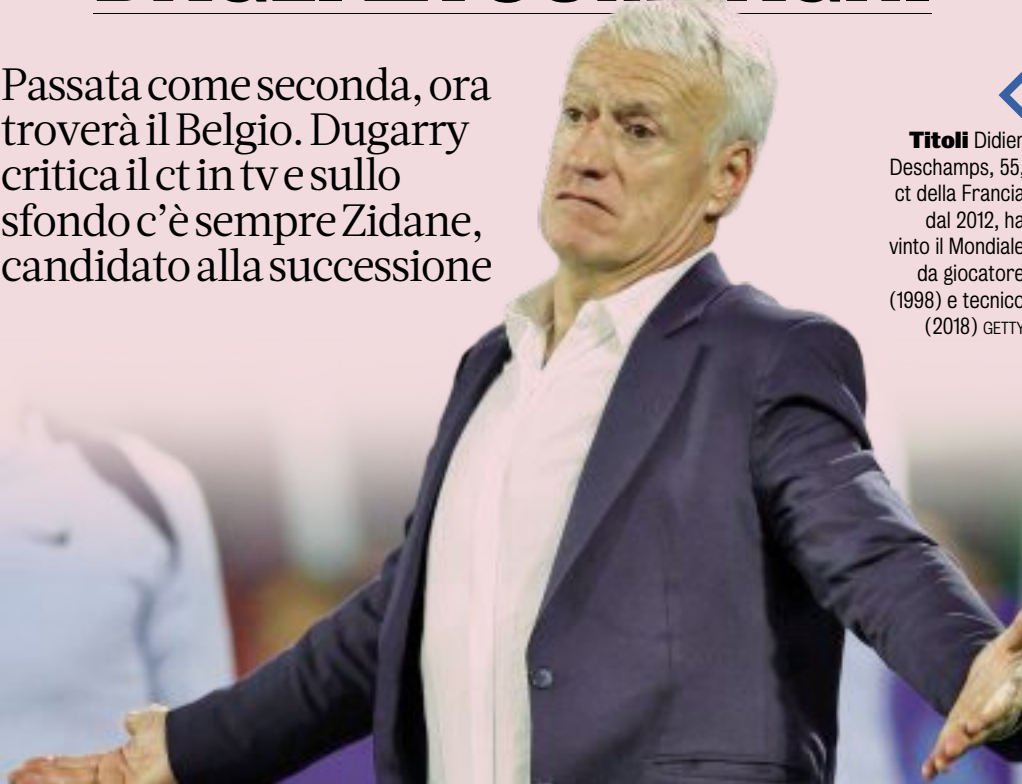 Passata come seconda, ora
troverà il Belgio. Dugarry
critica il ct in tv e sullo
sfondo c’è sempre Zidane,
candidato alla successione
Titoli Didier
Deschamps, 55,
ct della Francia
dal 2012, ha
vinto il Mondiale
da giocatore
(1998) e tecnico
(2018) GETTY